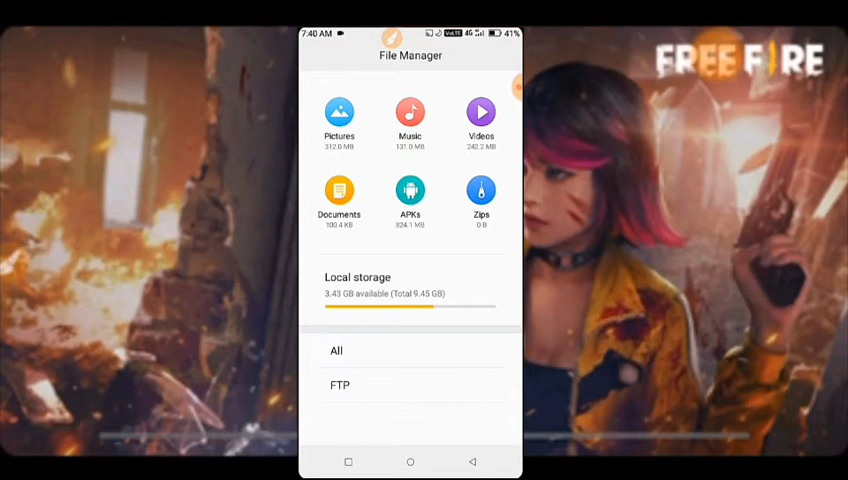 7:40 AM VoLTE 4G 41%
File Manager
FREE FIRE
Pictures Music Videos
312.0 MB 131.0 MB 242.2 MB
Documents APKs Zips
100.4 KB 824.1 MB 0 B
Local storage
3.43 GB available (Total 9.45 GB)
All
FTP